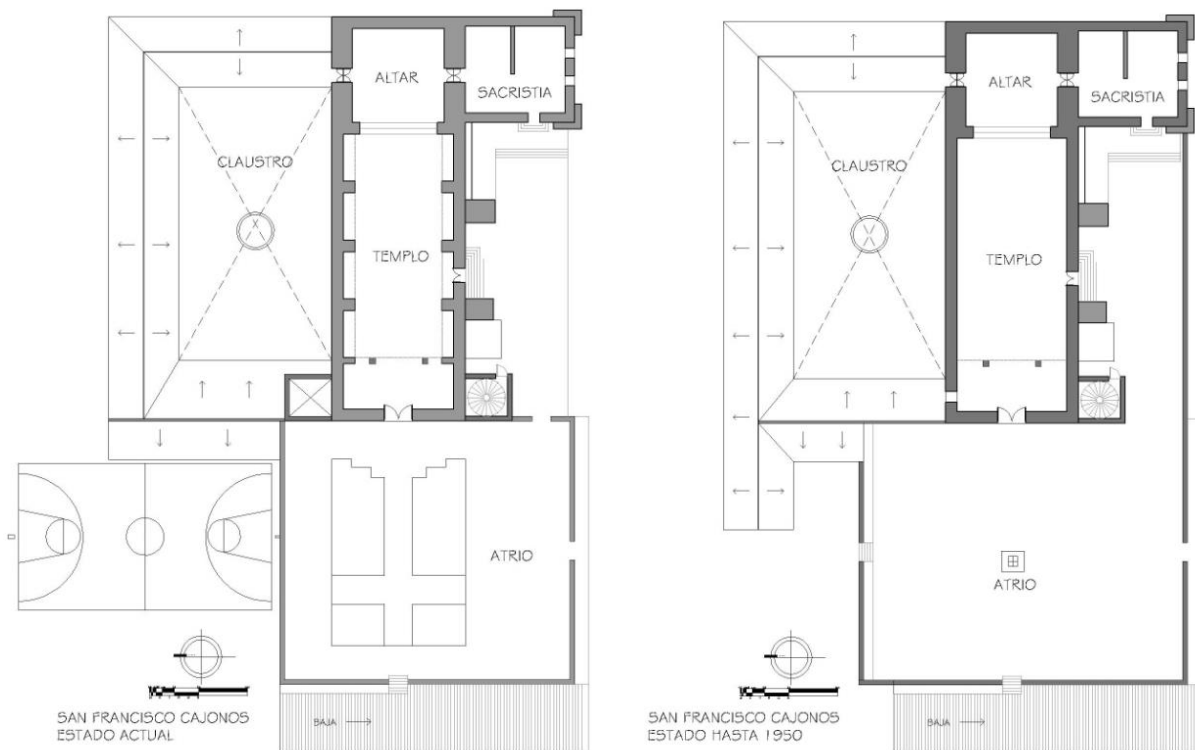 ALTAR
SACRISTIA
CLAUSTRO
TEMPLO
ATRIO
BAJA
SAN FRANCISCO CAJONOS
ESTADO ACTUAL
ALTAR
SACRISTIA
CLAUSTRO
TEMPLO
ATRIO
BAJA
SAN FRANCISCO CAJONOS
ESTADO HASTA 1950